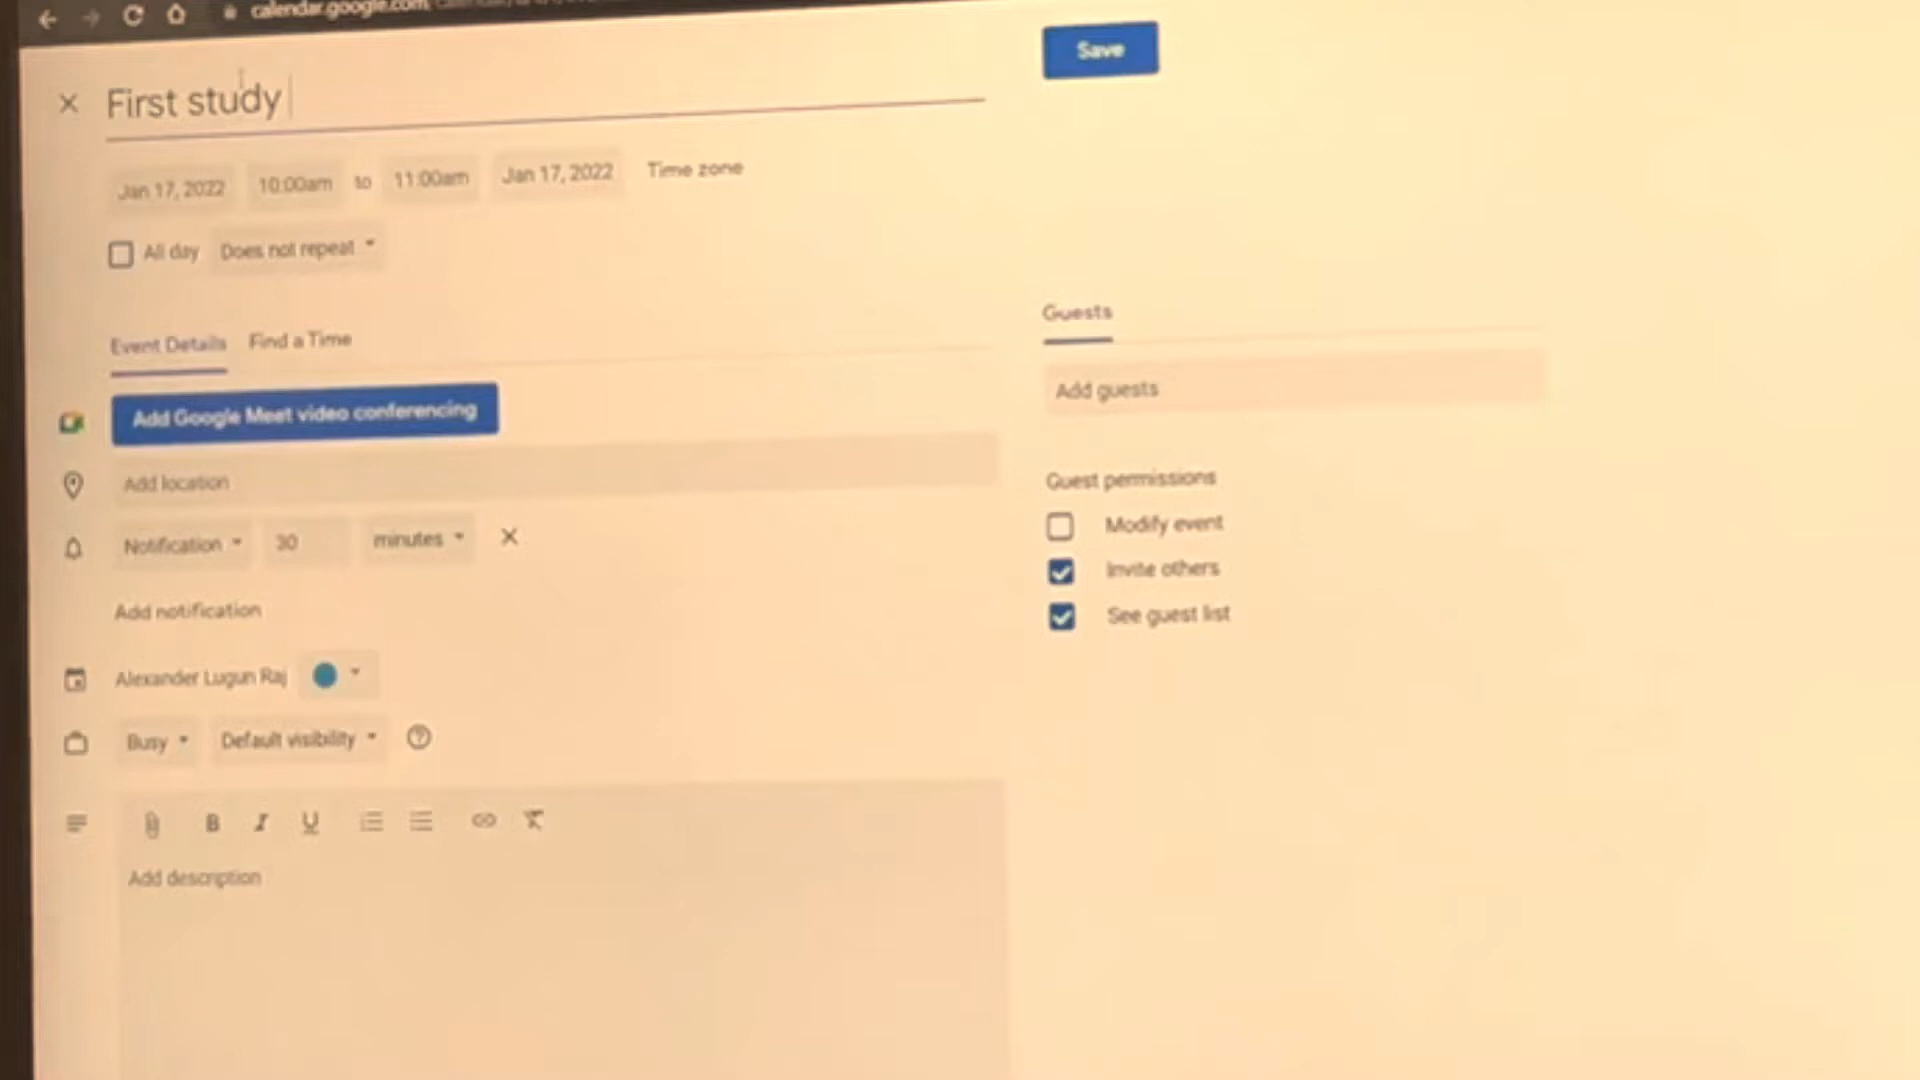 calendar.google.com
Save
First study
Jan 17, 2022 10:00am to 11:00am Jan 17, 2022 Time zone
All day Does not repeat
Event Details Find a Time
Guests
Add Google Meet video conferencing
Add guests
Add location
Guest permissions
Notification 30 minutes
Modify event
Invite others
Add notification
See guest list
Alexander Lugun Raj
Busy Default visibility
B I U
Add description